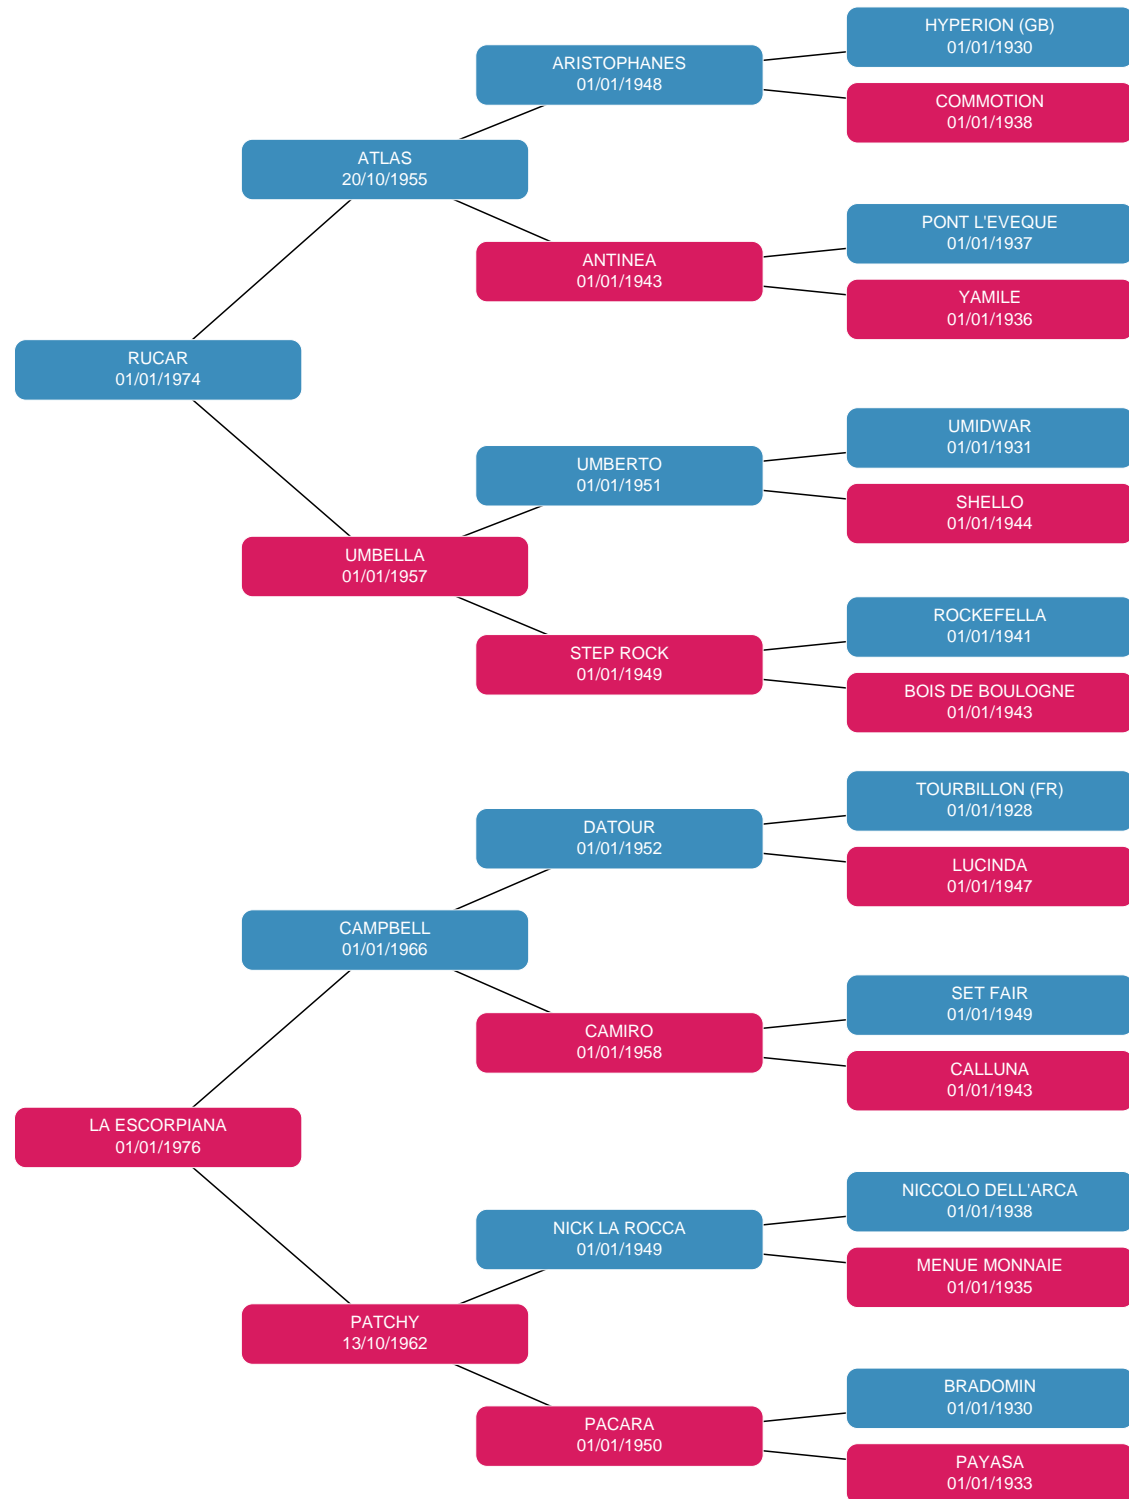 HYPERION (GB)
01/01/1930
ARISTOPHANES
01/01/1948
COMMOTION
01/01/1938
ATLAS
20/10/1955
PONT L'EVEQUE
01/01/1937
ANTINEA
01/01/1943
YAMILE
01/01/1936
RUCAR
01/01/1974
UMIDWAR
01/01/1931
UMBERTO
01/01/1951
SHELLO
01/01/1944
UMBELLA
01/01/1957
ROCKEFELLA
01/01/1941
STEP ROCK
01/01/1949
BOIS DE BOULOGNE
01/01/1943
TOURBILLON (FR)
01/01/1928
DATOUR
01/01/1952
LUCINDA
01/01/1947
CAMPBELL
01/01/1966
SET FAIR
01/01/1949
CAMIRO
01/01/1958
CALLUNA
01/01/1943
LA ESCORPIANA
01/01/1976
NICCOLO DELL'ARCA
01/01/1938
NICK LA ROCCA
01/01/1949
MENUE MONNAIE
01/01/1935
PATCHY
13/10/1962
BRADOMIN
01/01/1930
PACARA
01/01/1950
PAYASA
01/01/1933